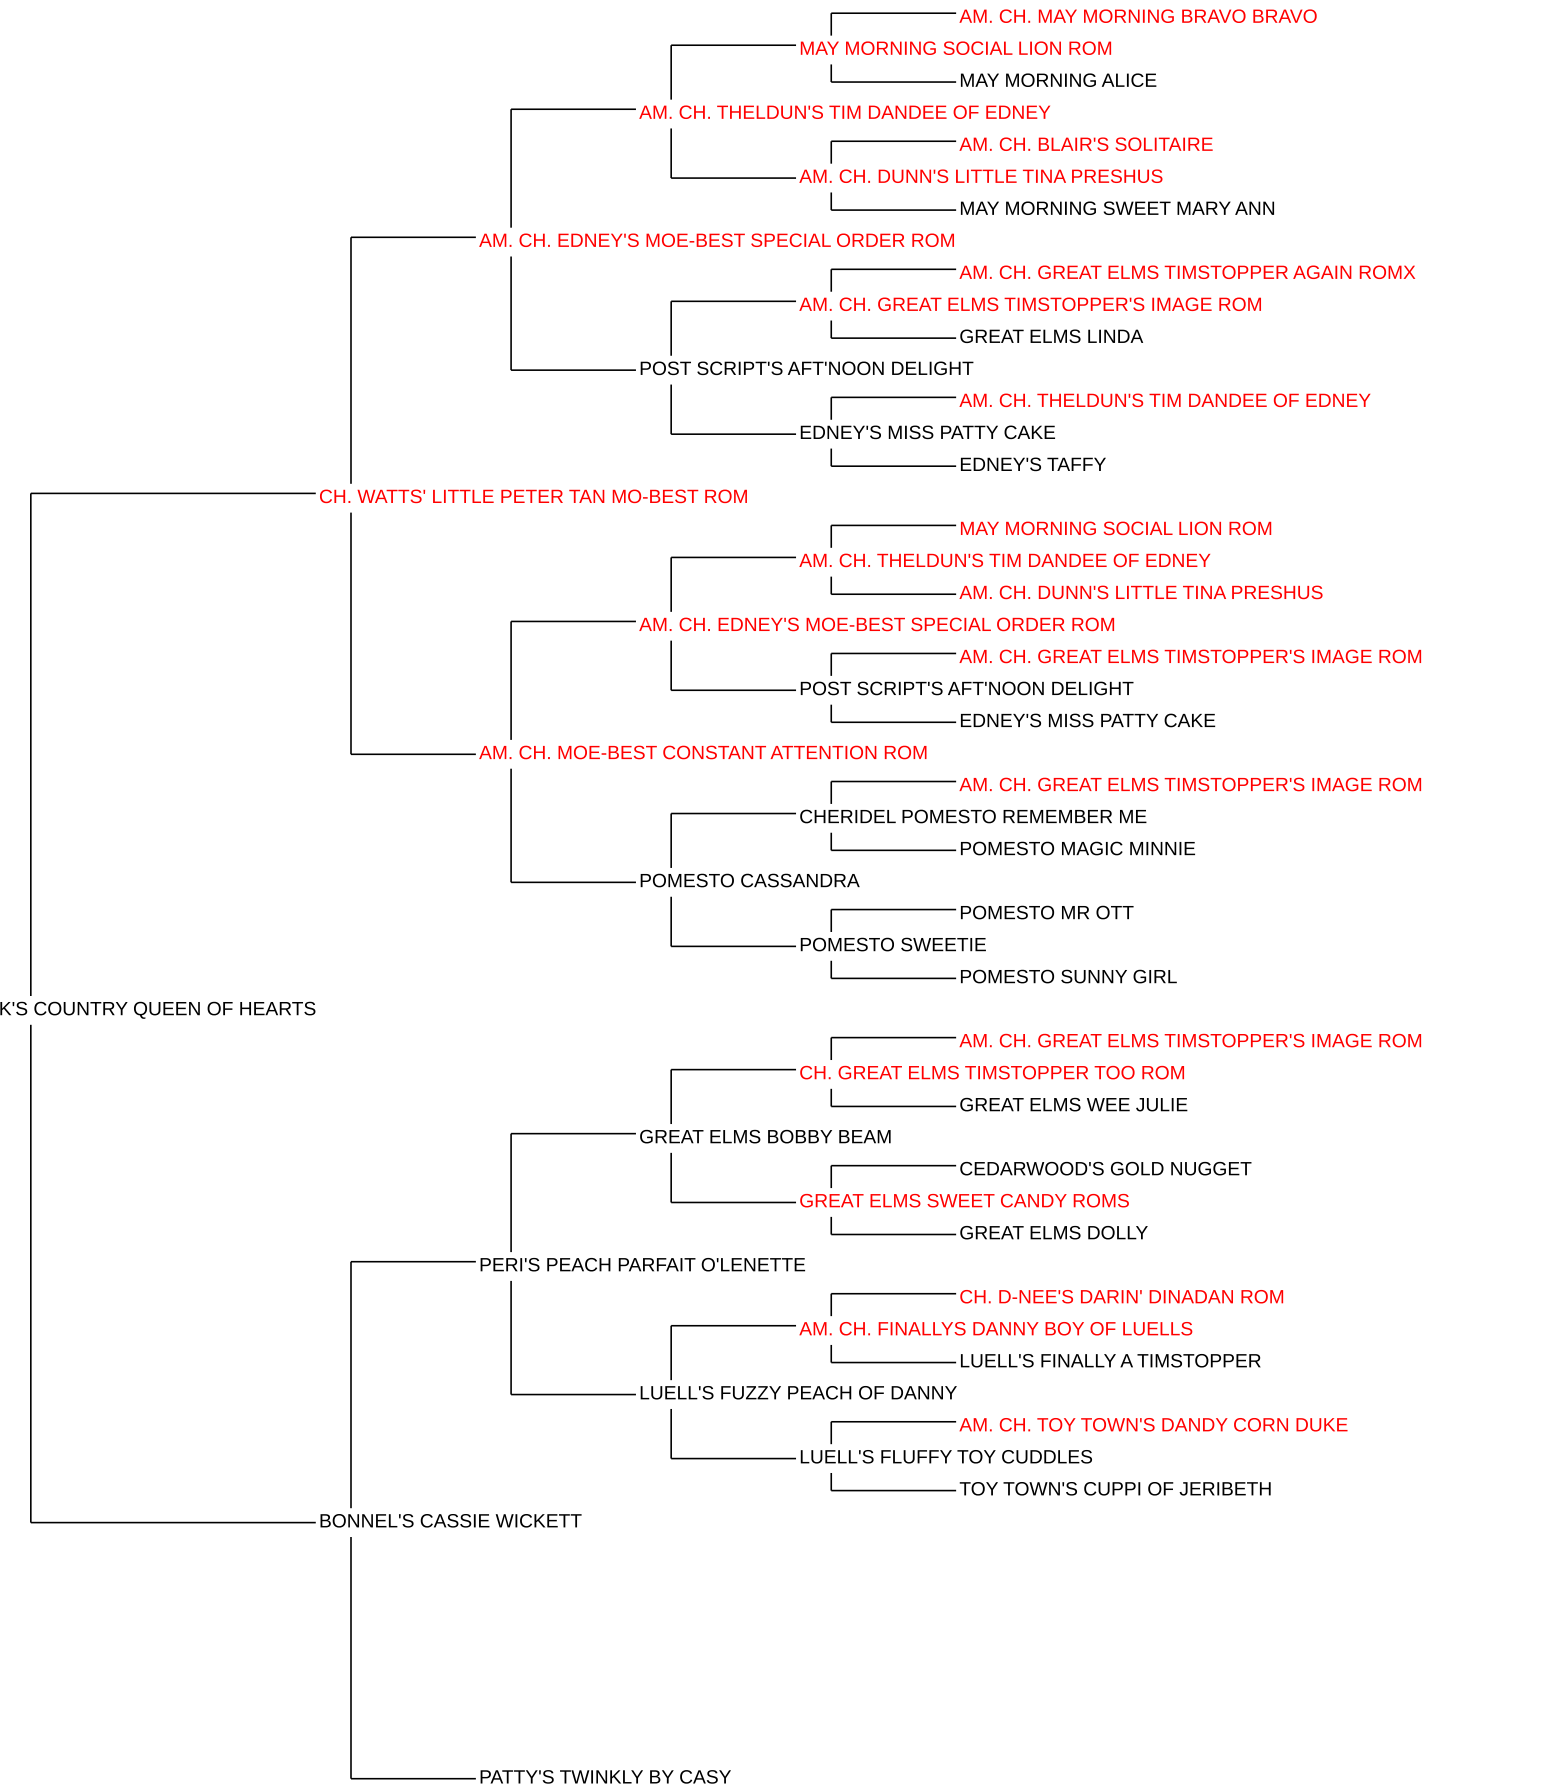 AM. CH. MAY MORNING BRAVO BRAVO
MAY MORNING SOCIAL LION ROM
MAY MORNING ALICE
AM. CH. THELDUN'S TIM DANDEE OF EDNEY
AM. CH. BLAIR'S SOLITAIRE
AM. CH. DUNN'S LITTLE TINA PRESHUS
MAY MORNING SWEET MARY ANN
AM. CH. EDNEY'S MOE-BEST SPECIAL ORDER ROM
AM. CH. GREAT ELMS TIMSTOPPER AGAIN ROMX
AM. CH. GREAT ELMS TIMSTOPPER'S IMAGE ROM
GREAT ELMS LINDA
POST SCRIPT'S AFT'NOON DELIGHT
AM. CH. THELDUN'S TIM DANDEE OF EDNEY
EDNEY'S MISS PATTY CAKE
EDNEY'S TAFFY
CH. WATTS' LITTLE PETER TAN MO-BEST ROM
MAY MORNING SOCIAL LION ROM
AM. CH. THELDUN'S TIM DANDEE OF EDNEY
AM. CH. DUNN'S LITTLE TINA PRESHUS
AM. CH. EDNEY'S MOE-BEST SPECIAL ORDER ROM
AM. CH. GREAT ELMS TIMSTOPPER'S IMAGE ROM
POST SCRIPT'S AFT'NOON DELIGHT
EDNEY'S MISS PATTY CAKE
AM. CH. MOE-BEST CONSTANT ATTENTION ROM
AM. CH. GREAT ELMS TIMSTOPPER'S IMAGE ROM
CHERIDEL POMESTO REMEMBER ME
POMESTO MAGIC MINNIE
POMESTO CASSANDRA
POMESTO MR OTT
POMESTO SWEETIE
POMESTO SUNNY GIRL
K'S COUNTRY QUEEN OF HEARTS
AM. CH. GREAT ELMS TIMSTOPPER'S IMAGE ROM
CH. GREAT ELMS TIMSTOPPER TOO ROM
GREAT ELMS WEE JULIE
GREAT ELMS BOBBY BEAM
CEDARWOOD'S GOLD NUGGET
GREAT ELMS SWEET CANDY ROMS
GREAT ELMS DOLLY
PERI'S PEACH PARFAIT O'LENETTE
CH. D-NEE'S DARIN' DINADAN ROM
AM. CH. FINALLYS DANNY BOY OF LUELLS
LUELL'S FINALLY A TIMSTOPPER
LUELL'S FUZZY PEACH OF DANNY
AM. CH. TOY TOWN'S DANDY CORN DUKE
LUELL'S FLUFFY TOY CUDDLES
TOY TOWN'S CUPPI OF JERIBETH
BONNEL'S CASSIE WICKETT
PATTY'S TWINKLY BY CASY